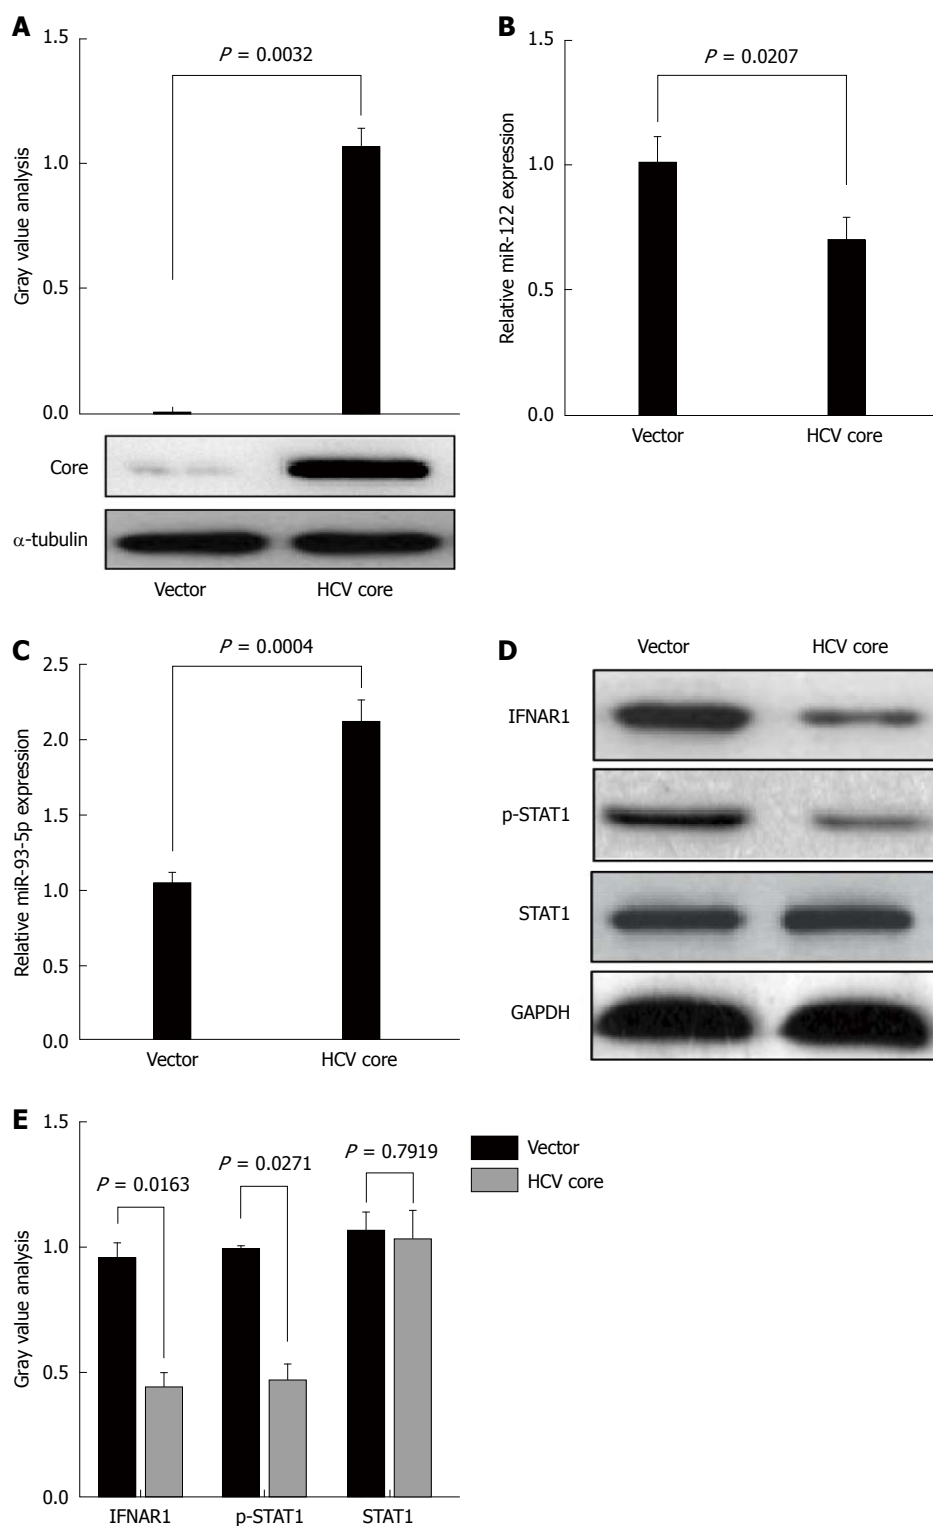 A
1.5
P = 0.0032
1.0
Gray value analysis
0.5
0.0
Core
α-tubulin
Vector HCV core
B
1.5
P = 0.0207
1.0
Relative miR-122 expression
0.5
0.0
Vector HCV core
C
P = 0.0004
2.5
2.0
1.5
Relative miR-93-5p expression
1.0
0.5
0.0
Vector HCV core
D
Vector HCV core
IFNAR1
p-STAT1
STAT1
GAPDH
E
1.5
P = 0.0163
P = 0.0271
P = 0.7919
Vector
HCV core
1.0
Gray value analysis
0.5
0.0
IFNAR1 p-STAT1 STAT1